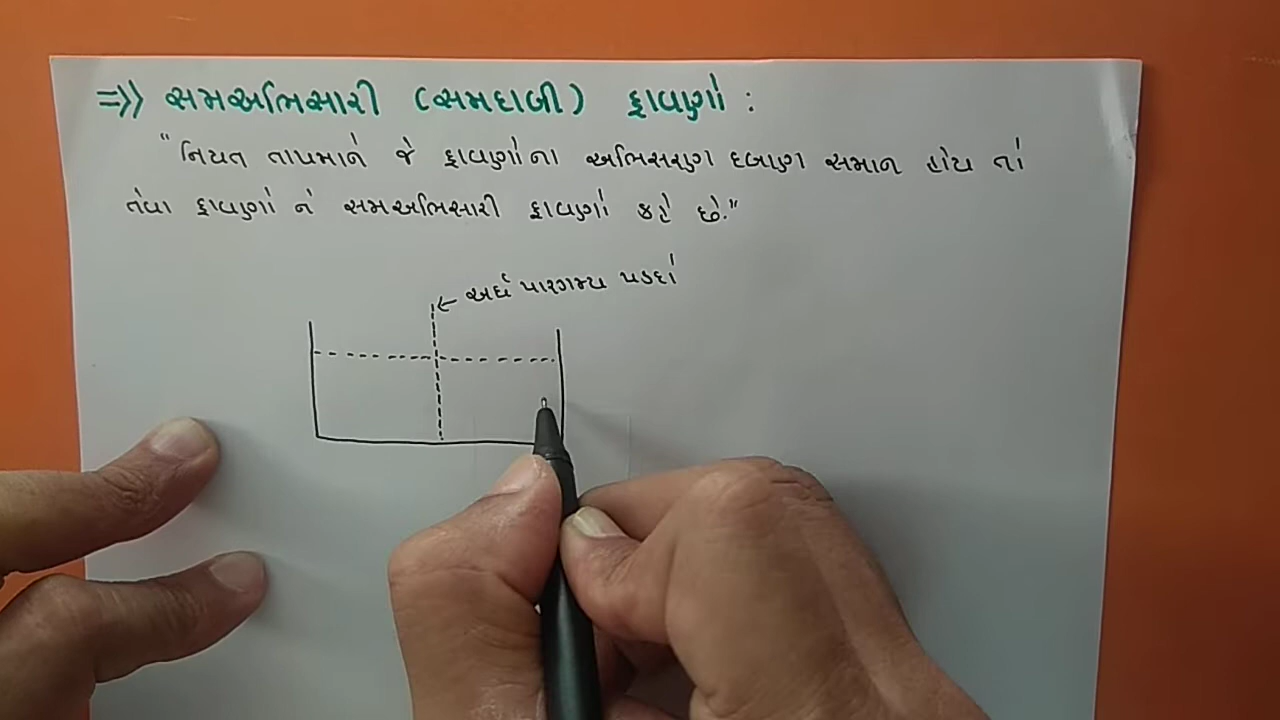 ⇒》 સમઅભિસારી (સમદાબી) દ્રાવણો :
"નિયત તાપમાને જે દ્રાવણોના અભિસરણ દબાણ સમાન હોય તો
તેવા દ્રાવણો ને સમઅભિસારી દ્રાવણો કહે છે."
← અર્ધ પારગમ્ય પડદો